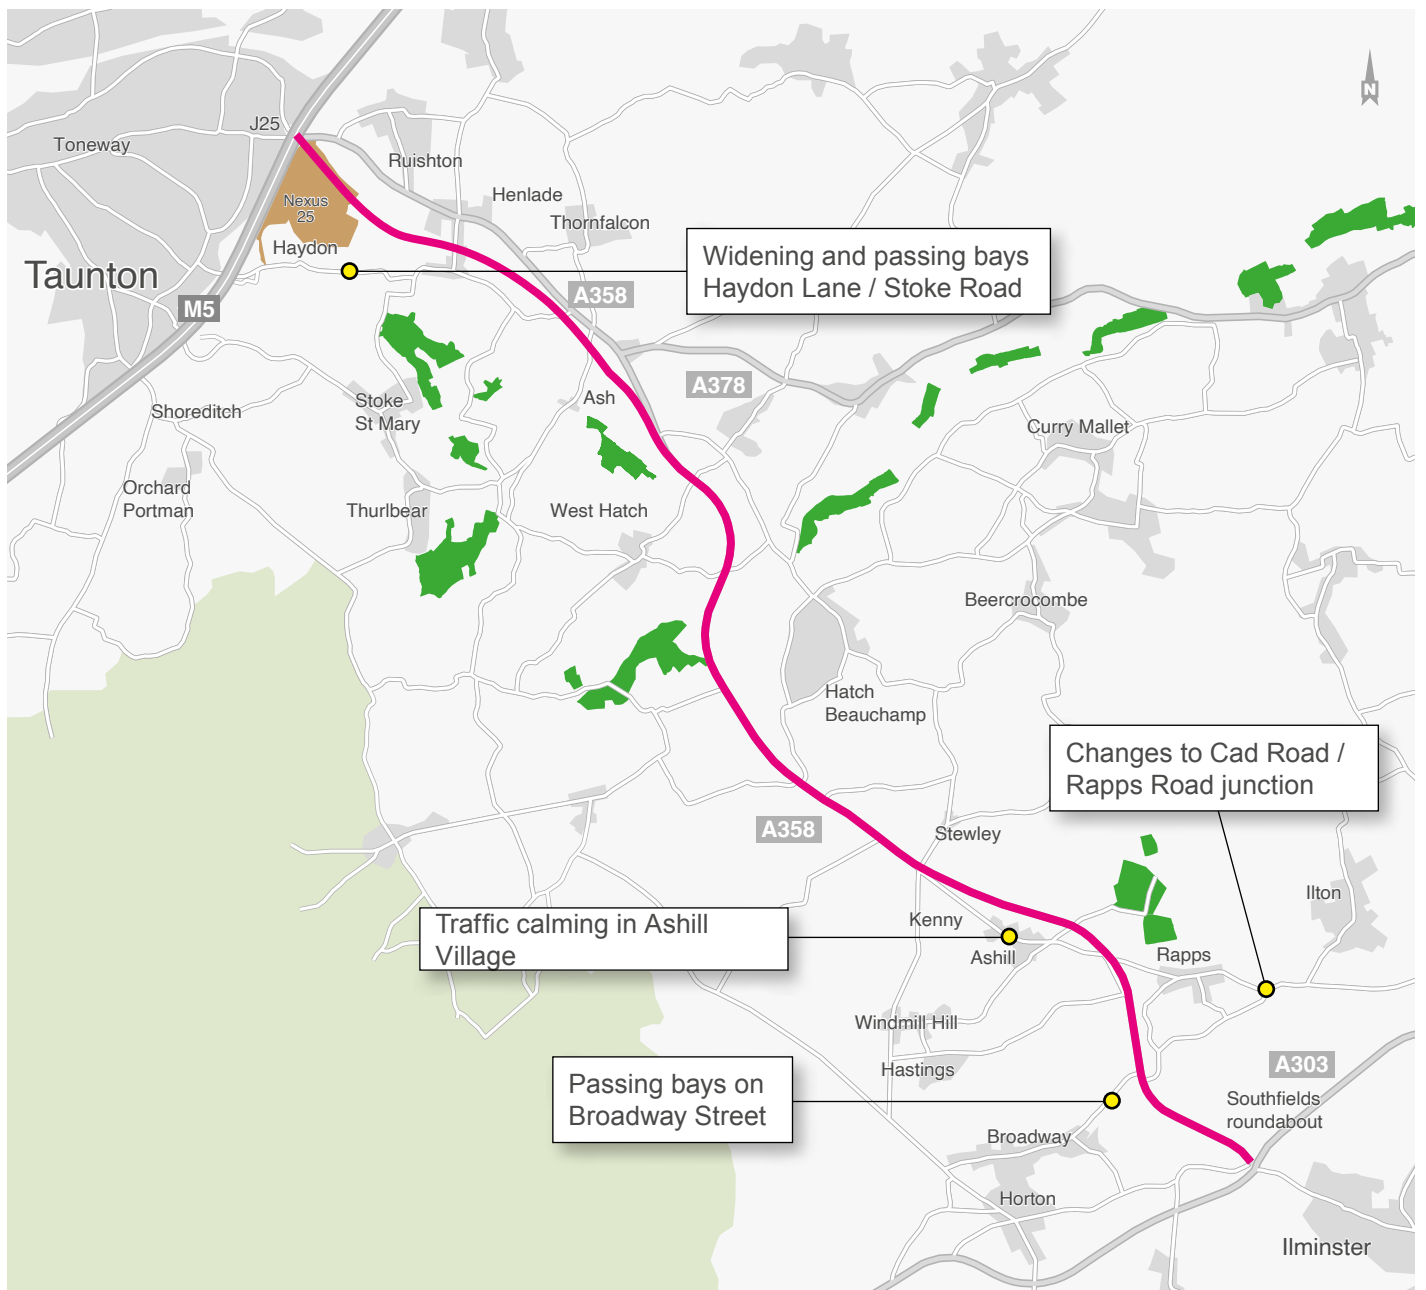 J25
Toneway
Ruishton
N
Nexus
25
Henlade
Thornfalcon
Haydon
Taunton
Widening and passing bays
Haydon Lane / Stoke Road
M5
A358
A378
Ash
Shoreditch
Stoke
St Mary
Curry Mallet
Orchard
Portman
Thurlbear
West Hatch
Beercrocombe
Hatch
Beauchamp
Changes to Cad Road /
Rapps Road junction
A358
Stewley
Ilton
Traffic calming in Ashill
Village
Kenny
Ashill
Rapps
Windmill Hill
Hastings
A303
Passing bays on
Broadway Street
Southfields
roundabout
Broadway
Horton
Ilminster